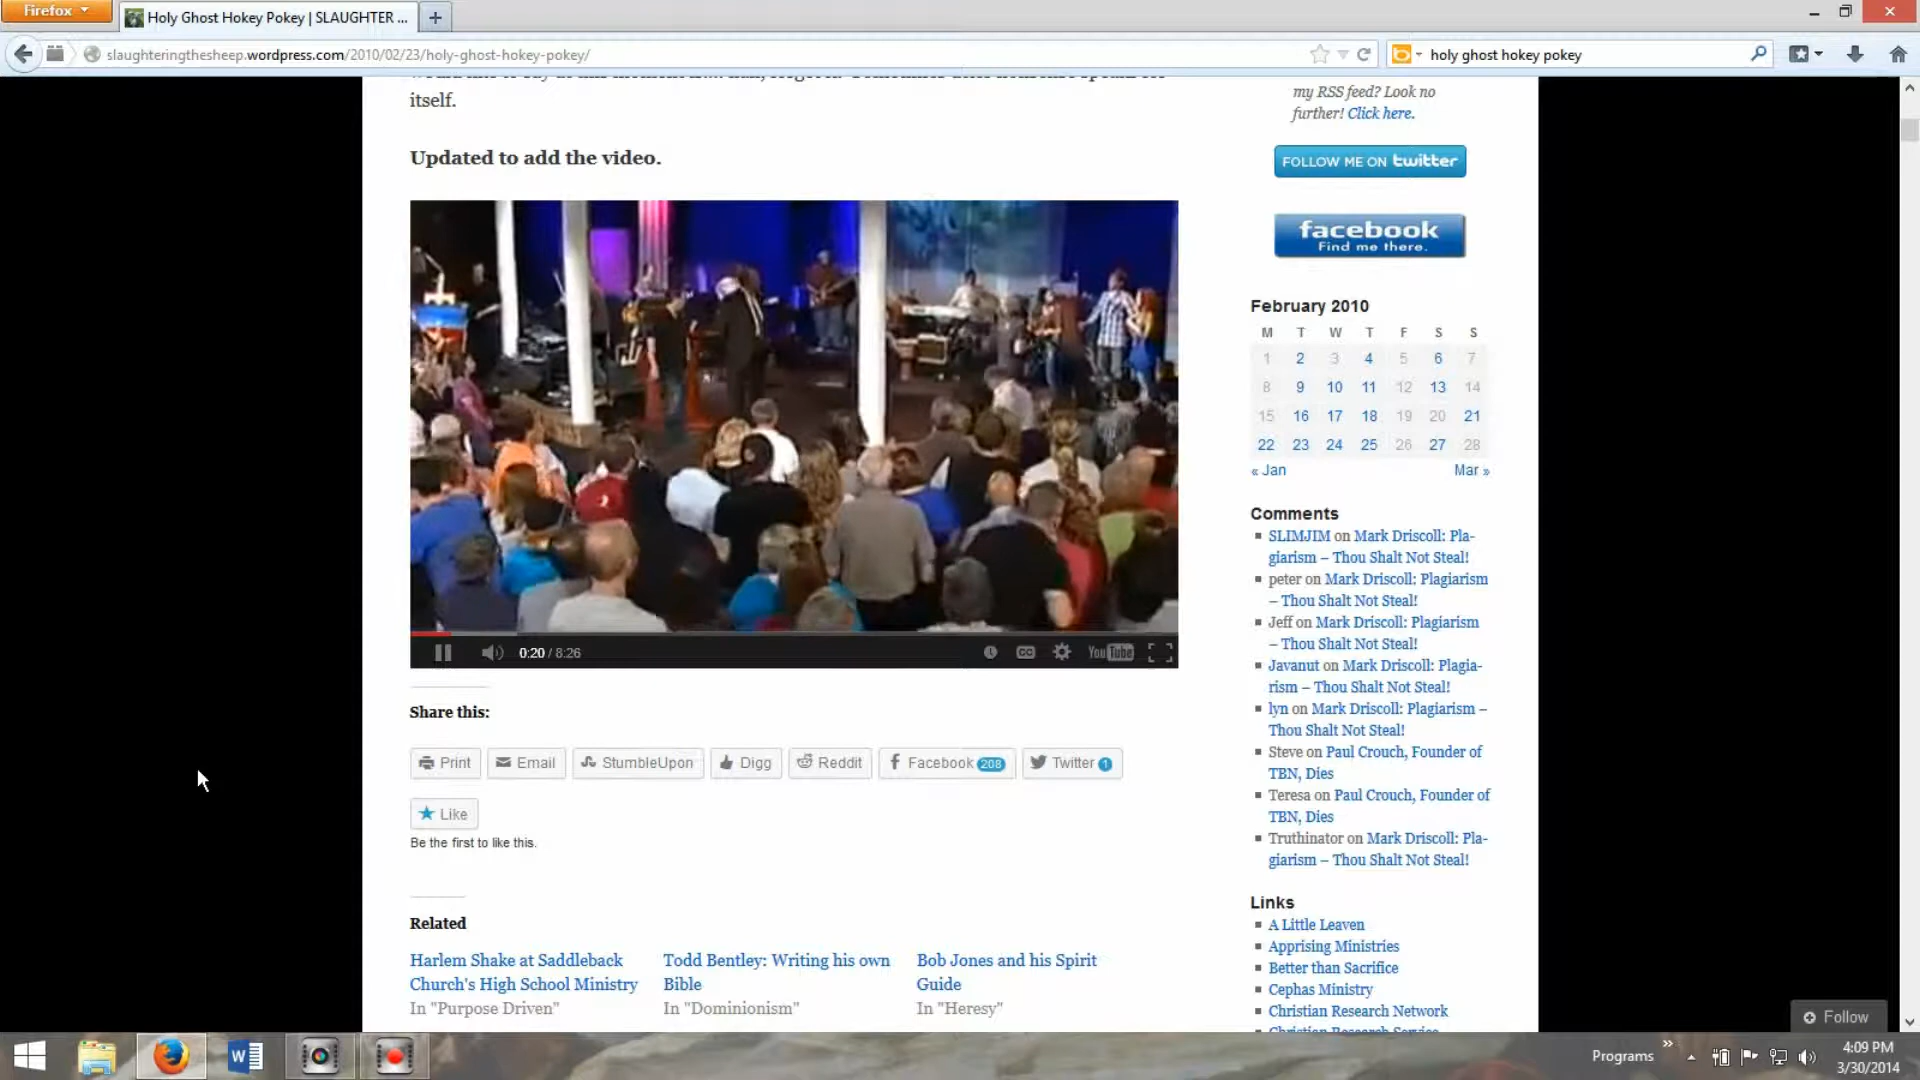 Firefox
Holy Ghost Hokey Pokey | SLAUGHTER ...
slaughteringthesheep.wordpress.com/2010/02/23/holy-ghost-hokey-pokey/
holy ghost hokey pokey
itself.
Updated to add the video.
0:20 / 8:26
CC
YouTube
Share this:
Print
Email
StumbleUpon
Digg
Reddit
Facebook 208
Twitter 1
Like
Be the first to like this.
Related
Harlem Shake at Saddleback
Church's High School Ministry
In "Purpose Driven"
Todd Bentley: Writing his own
Bible
In "Dominionism"
Bob Jones and his Spirit
Guide
In "Heresy"
my RSS feed? Look no
further! Click here.
FOLLOW ME ON twitter
facebook
Find me there.
February 2010
M T W T F S S
1 2 3 4 5 6 7
8 9 10 11 12 13 14
15 16 17 18 19 20 21
22 23 24 25 26 27 28
« Jan Mar »
Comments
SLIMJIM on Mark Driscoll: Pla-
giarism – Thou Shalt Not Steal!
peter on Mark Driscoll: Plagiarism
– Thou Shalt Not Steal!
Jeff on Mark Driscoll: Plagiarism
– Thou Shalt Not Steal!
Javanut on Mark Driscoll: Plagia-
rism – Thou Shalt Not Steal!
lyn on Mark Driscoll: Plagiarism –
Thou Shalt Not Steal!
Steve on Paul Crouch, Founder of
TBN, Dies
Teresa on Paul Crouch, Founder of
TBN, Dies
Truthinator on Mark Driscoll: Pla-
giarism – Thou Shalt Not Steal!
Links
A Little Leaven
Apprising Ministries
Better than Sacrifice
Cephas Ministry
Christian Research Network
Christian Research Service
Follow
Programs
4:09 PM
3/30/2014